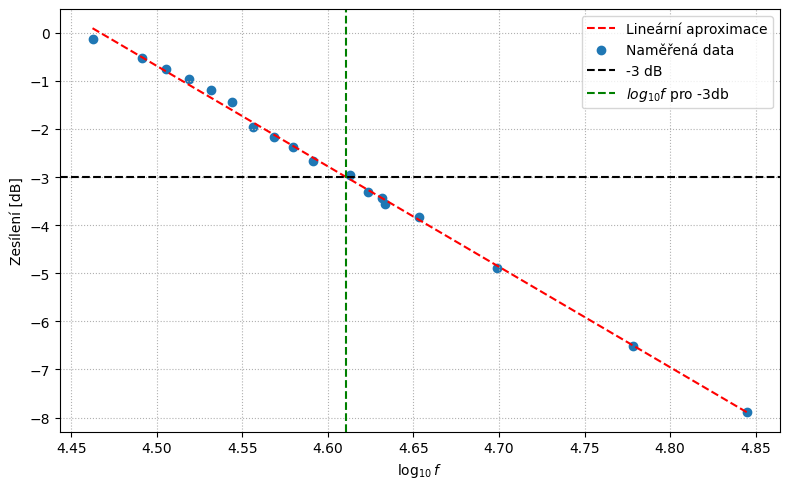 Lineární aproximace
Naměřená data
-3 dB
log₁₀f pro -3db
Zesílení [dB]
0
−1
−2
−3
−4
−5
−6
−7
−8
4.45 4.50 4.55 4.60 4.65 4.70 4.75 4.80 4.85
log₁₀ f